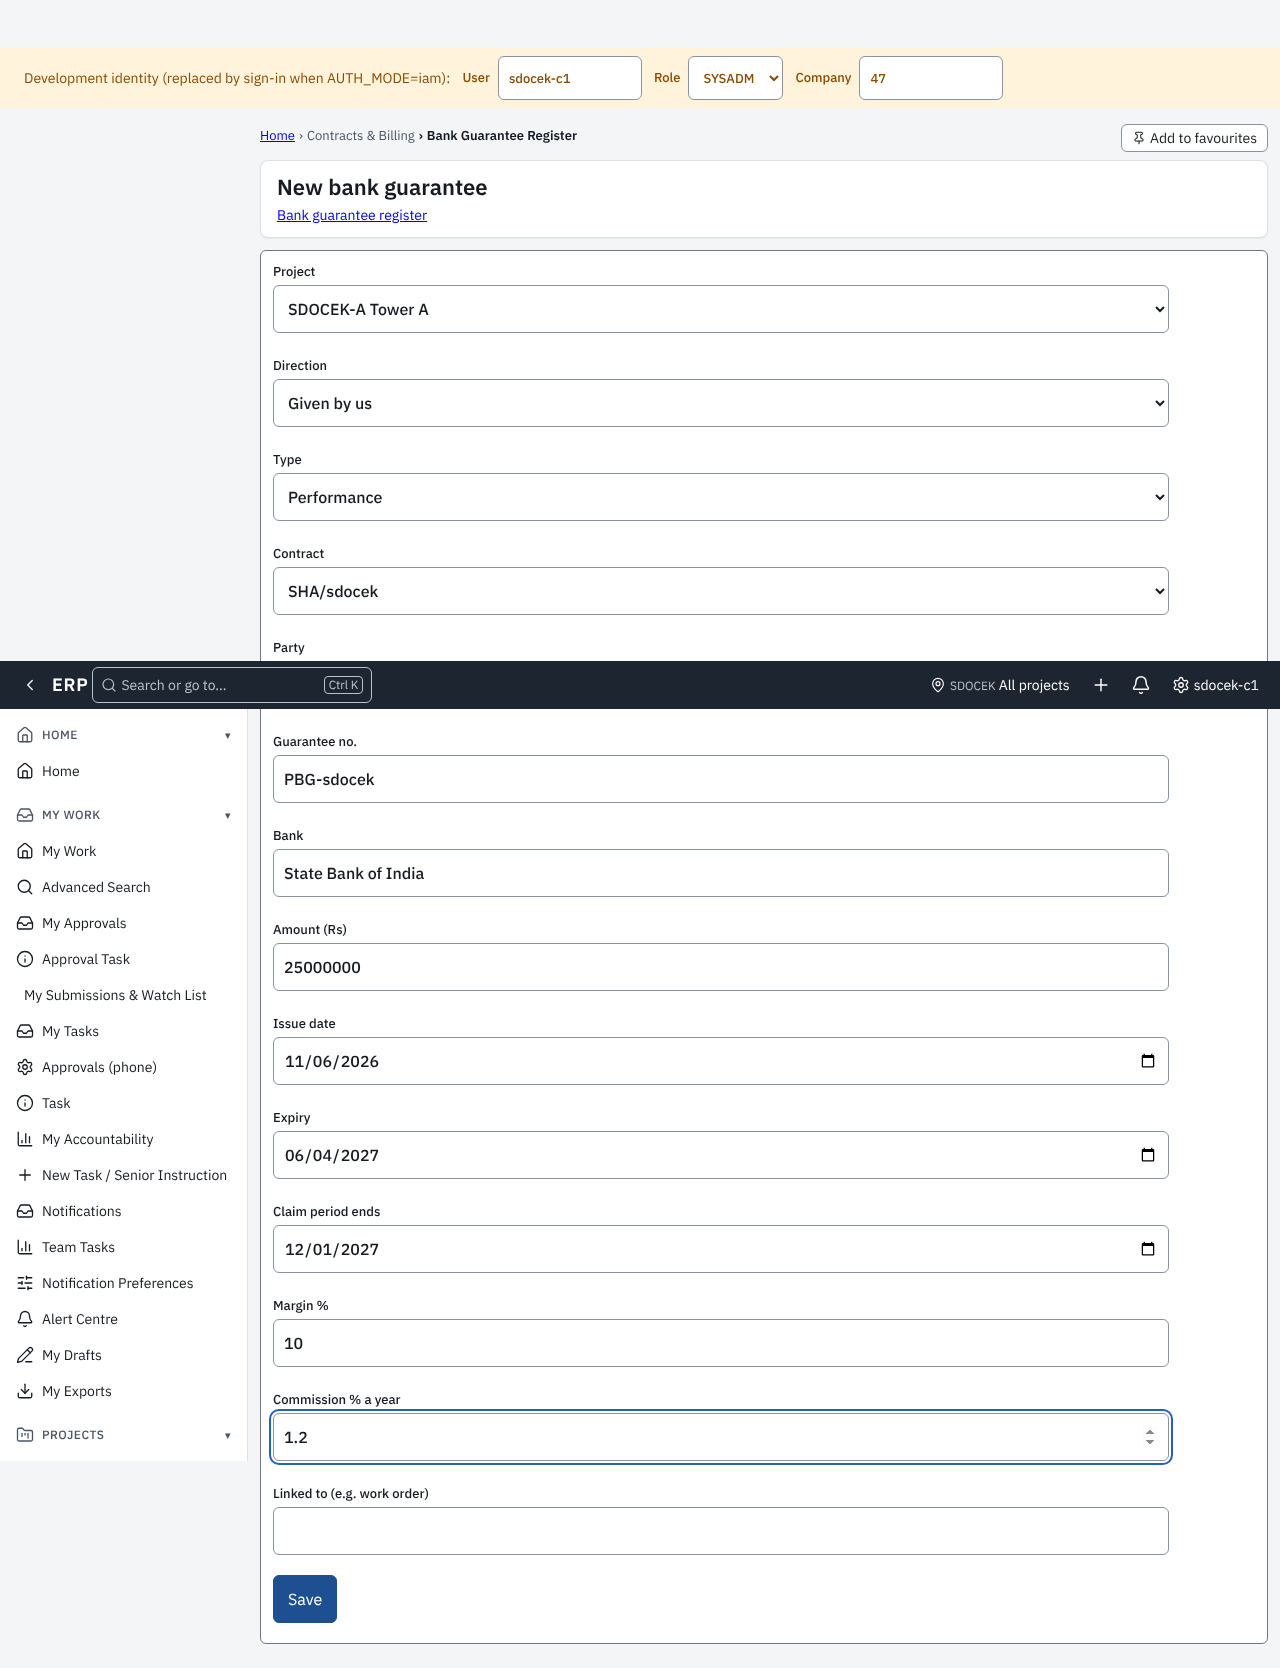 Development identity (replaced by sign-in when AUTH_MODE=iam): User sdocek-c1 Role SYSADM Company 47
Home › Contracts & Billing › Bank Guarantee Register
Add to favourites
New bank guarantee
Bank guarantee register
Project
SDOCEK-A Tower A
Direction
Given by us
Type
Performance
Contract
SHA/sdocek
Party
ERP Search or go to... Ctrl K SDOCEK All projects sdocek-c1
HOME
Home
MY WORK
My Work
Advanced Search
My Approvals
Approval Task
My Submissions & Watch List
My Tasks
Approvals (phone)
Task
My Accountability
New Task / Senior Instruction
Notifications
Team Tasks
Notification Preferences
Alert Centre
My Drafts
My Exports
PROJECTS
Guarantee no.
PBG-sdocek
Bank
State Bank of India
Amount (Rs)
25000000
Issue date
11/06/2026
Expiry
06/04/2027
Claim period ends
12/01/2027
Margin %
10
Commission % a year
1.2
Linked to (e.g. work order)
Save